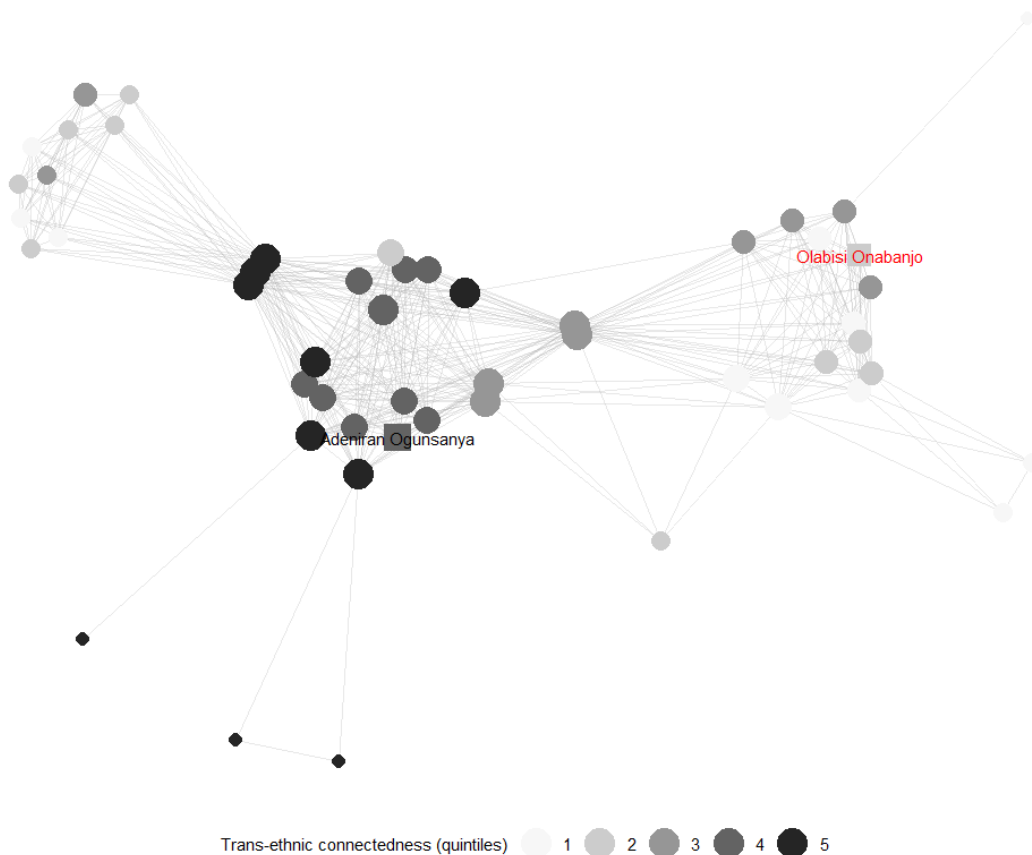 Olabisi Onabanjo
Adeniran Ogunsanya
Trans-ethnic connectedness (quintiles) 1 2 3 4 5